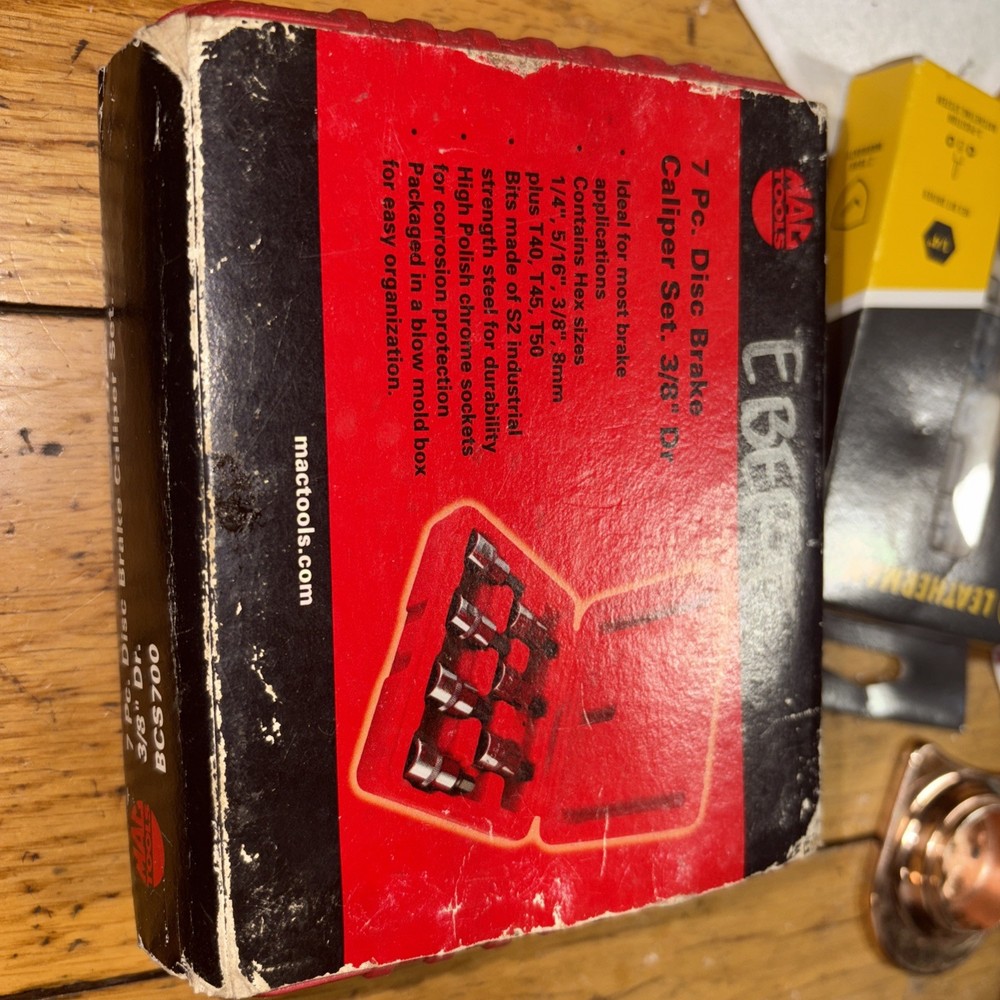 MAC
TOOLS
EBC
7 Pc. Disc Brake
Caliper Set. 3/8" Dr
• Ideal for most brake
applications
• Contains Hex sizes
1/4", 5/16", 3/8", 8mm
plus T40, T45, T50
• Bits made of S2 industrial
strength steel for durability
• High Polish chrome sockets
for corrosion protection
• Packaged in a blow mold box
for easy organization.
mactools.com
7 Pc. Disc Brake Caliper Set
3/8" Dr.
BCS700
MAC
TOOLS
1/4"
LEATHERMAN